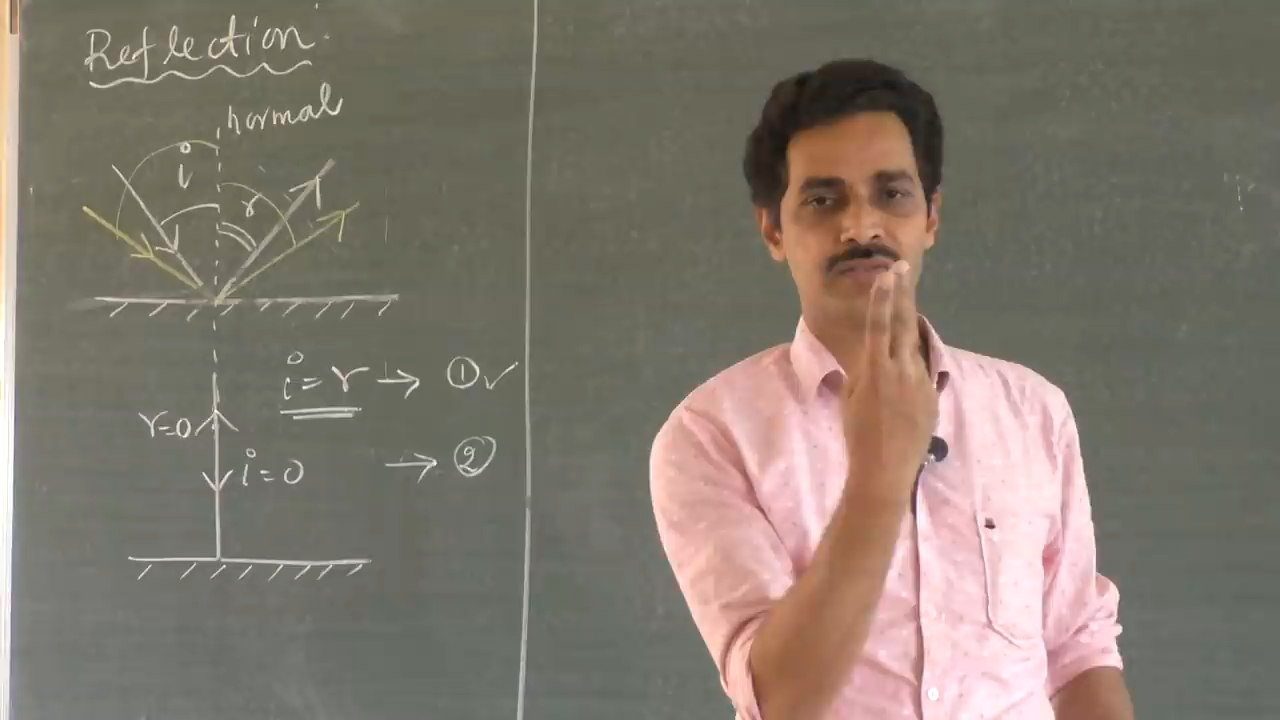 Reflection
normal
i
r
i = r → ① ✓
r=0
i=0
→ ②